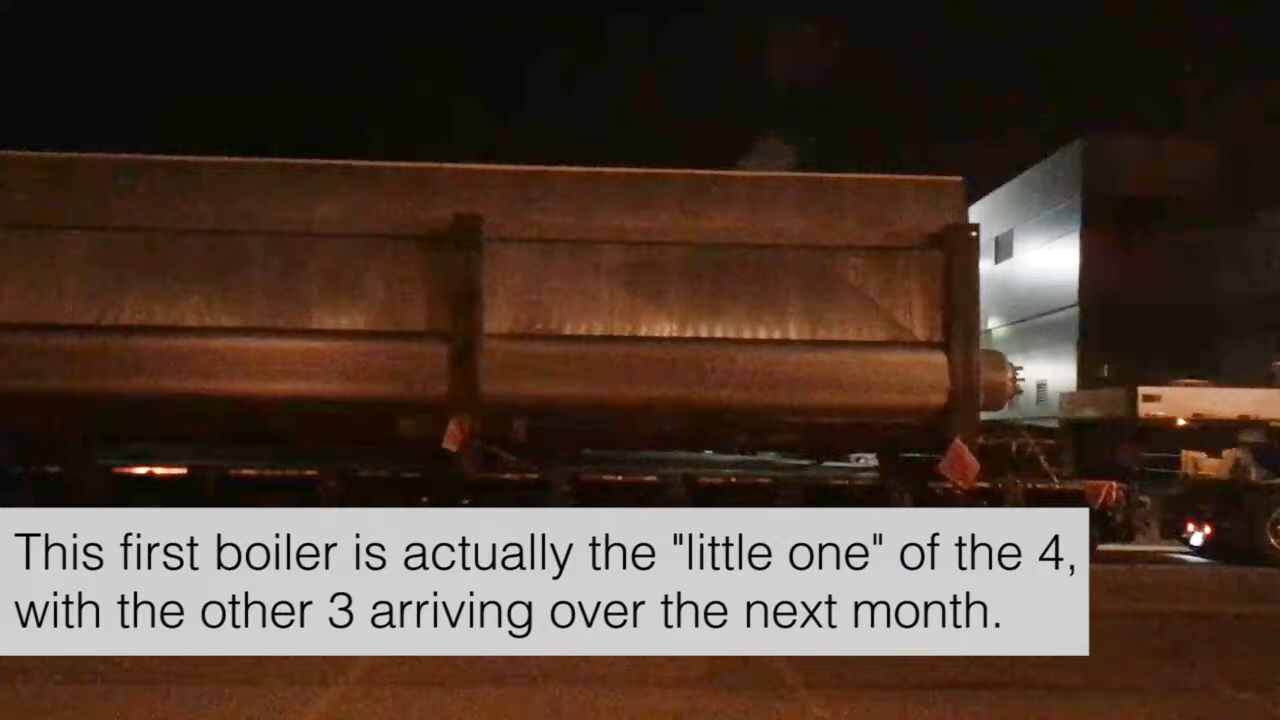 This first boiler is actually the "little one" of the 4,
with the other 3 arriving over the next month.